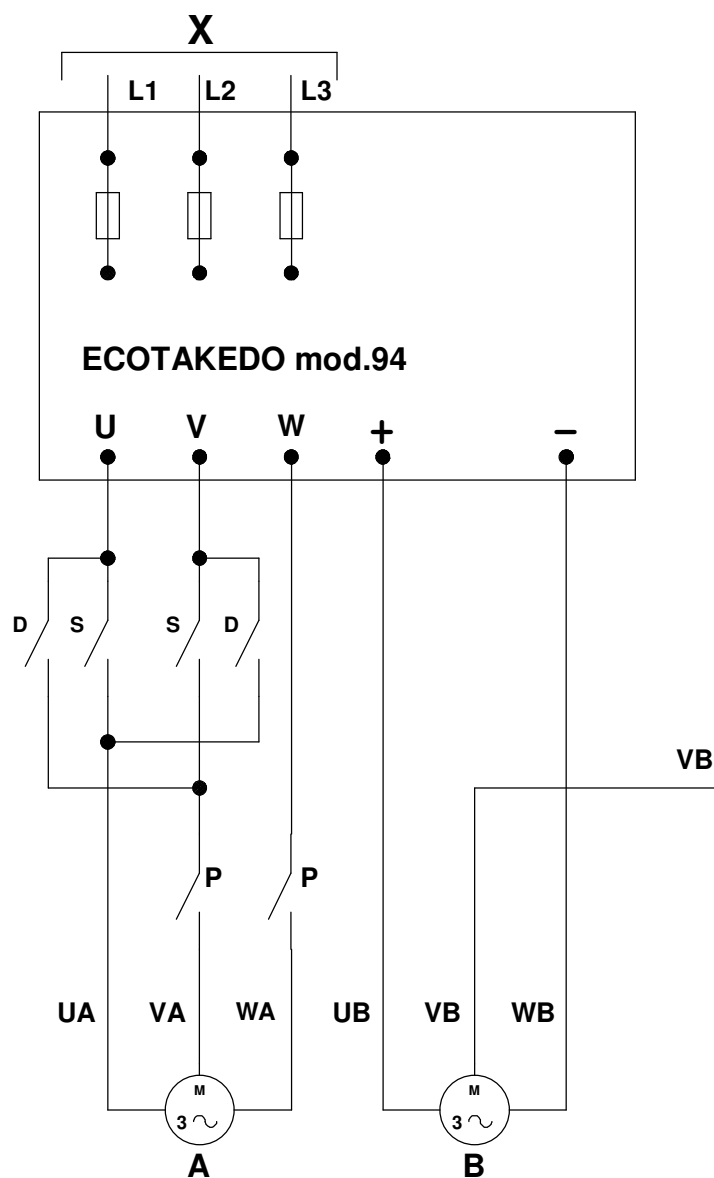 X
L1 L2 L3
ECOTAKEDO mod.94
U V W + −
D S S D
VB
P P
UA VA WA UB VB WB
M M
3 3
A B